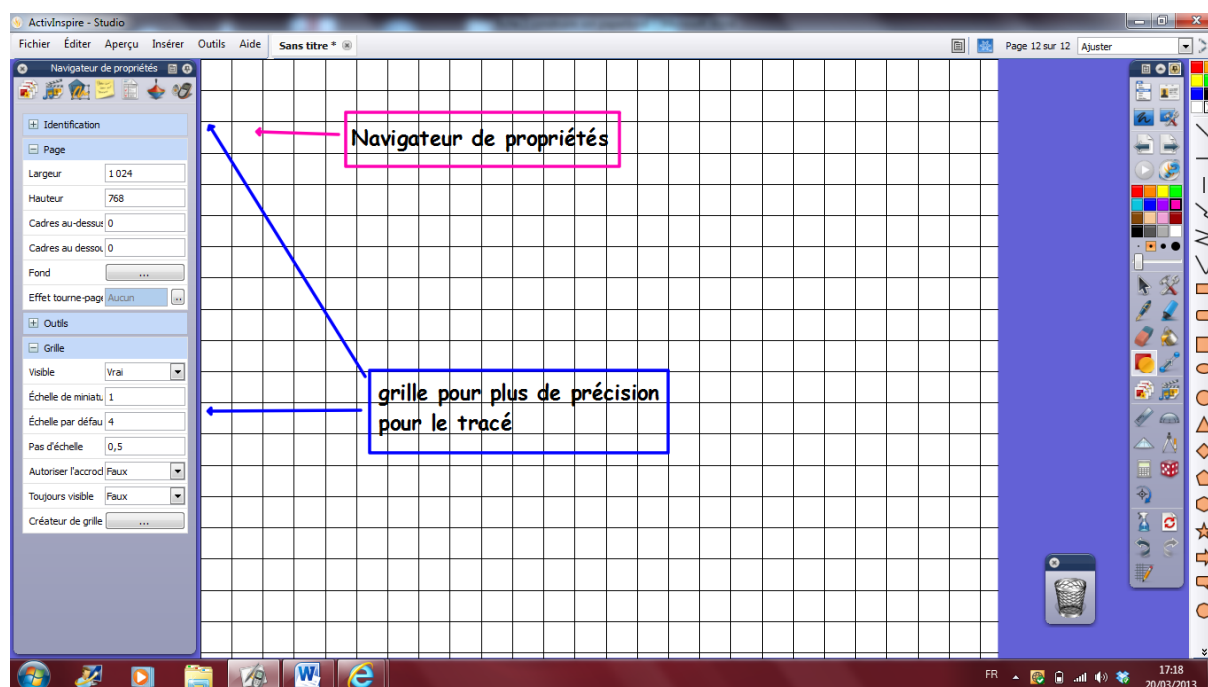 ActivInspire - Studio
Fichier Éditer Aperçu Insérer Outils Aide Sans titre * Page 12 sur 12 Ajuster
Navigateur de propriétés
Identification
Page
Largeur 1 024
Hauteur 768
Cadres au-dessus 0
Cadres au dessou 0
Fond ...
Effet tourne-page Aucun ..
Outils
Grille
Visible Vrai
Échelle de miniatu 1
Échelle par défau 4
Pas d'échelle 0,5
Autoriser l'accroch Faux
Toujours visible Faux
Créateur de grille ...
Navigateur de propriétés
grille pour plus de précision
pour le tracé
FR 17:18
20/03/2013